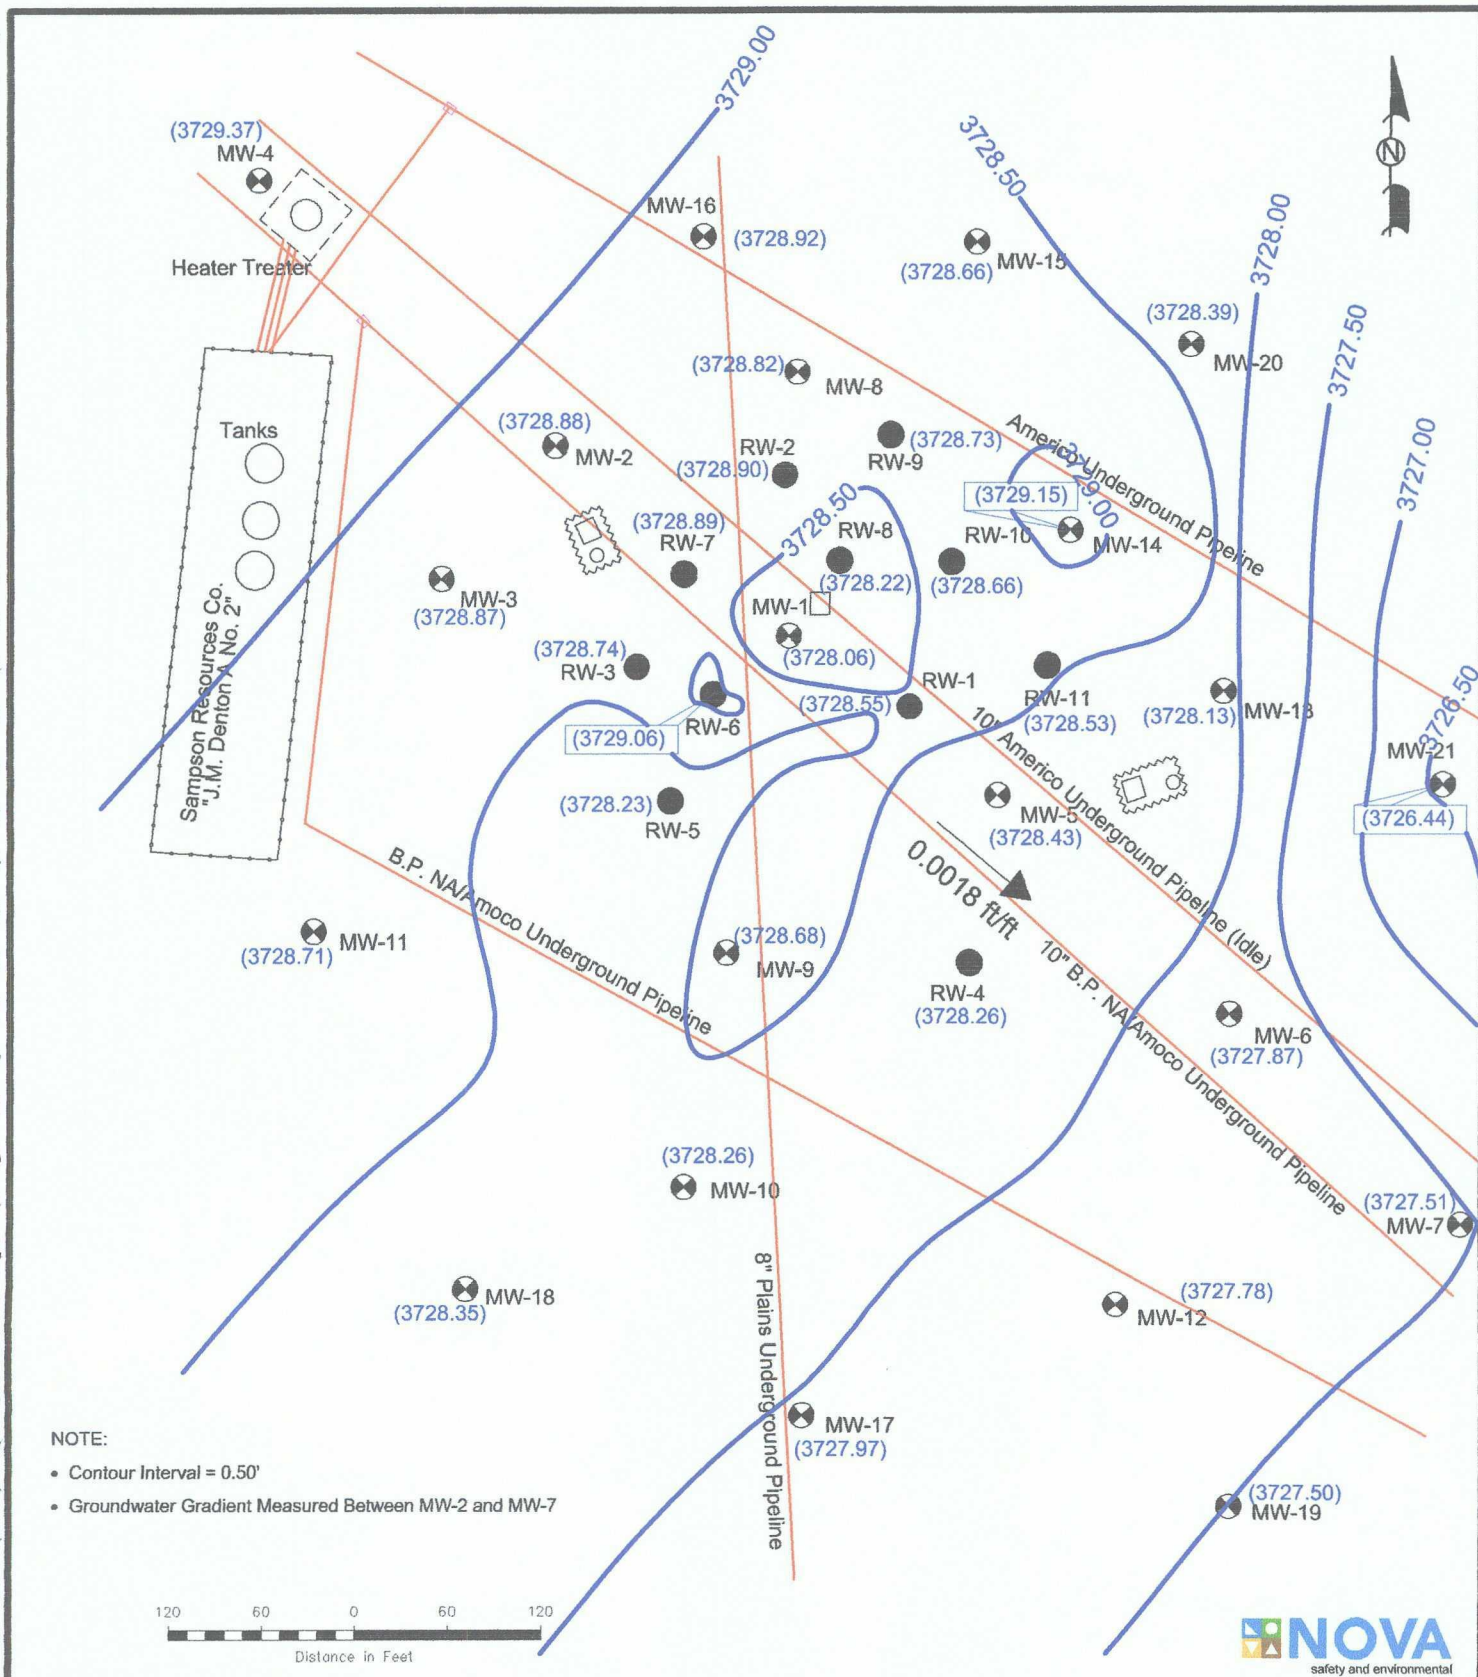 3729.00
(3729.37)
MW-4
Heater Treater
MW-16
(3728.92)
3728.50
MW-15
(3728.66)
3728.00
N
(3728.39)
MW-20
3727.50
(3728.82)
MW-8
Tanks
(3728.88)
MW-2
RW-2
(3728.90)
(3728.73)
RW-9
Americo Underground Pipeline
3727.00
3729.00
(3729.15)
MW-14
(3728.89)
RW-7
3728.50
RW-8
(3728.22)
RW-10
(3728.66)
MW-3
(3728.87)
MW-1
(3728.06)
Sampson Resources Co.
"J.M. Denton A No. 2"
(3728.74)
RW-3
RW-6
(3729.06)
RW-1
(3728.55)
RW-11
(3728.53)
MW-13
(3728.13)
3726.50
MW-21
(3726.44)
10" Americo Underground Pipeline (Idle)
(3728.23)
RW-5
MW-5
(3728.43)
0.0018 ft/ft
B.P. NA/Amoco Underground Pipeline
MW-11
(3728.71)
(3728.68)
MW-9
RW-4
(3728.26)
10" B.P. NA/Amoco Underground Pipeline
MW-6
(3727.87)
(3728.26)
MW-10
(3727.51)
MW-7
MW-18
(3728.35)
8" Plains Underground Pipeline
(3727.78)
MW-12
MW-17
(3727.97)
(3727.50)
MW-19
NOTE:
• Contour Interval = 0.50'
• Groundwater Gradient Measured Between MW-2 and MW-7
120 60 0 60 120
Distance in Feet
NOVA
safety and environmental